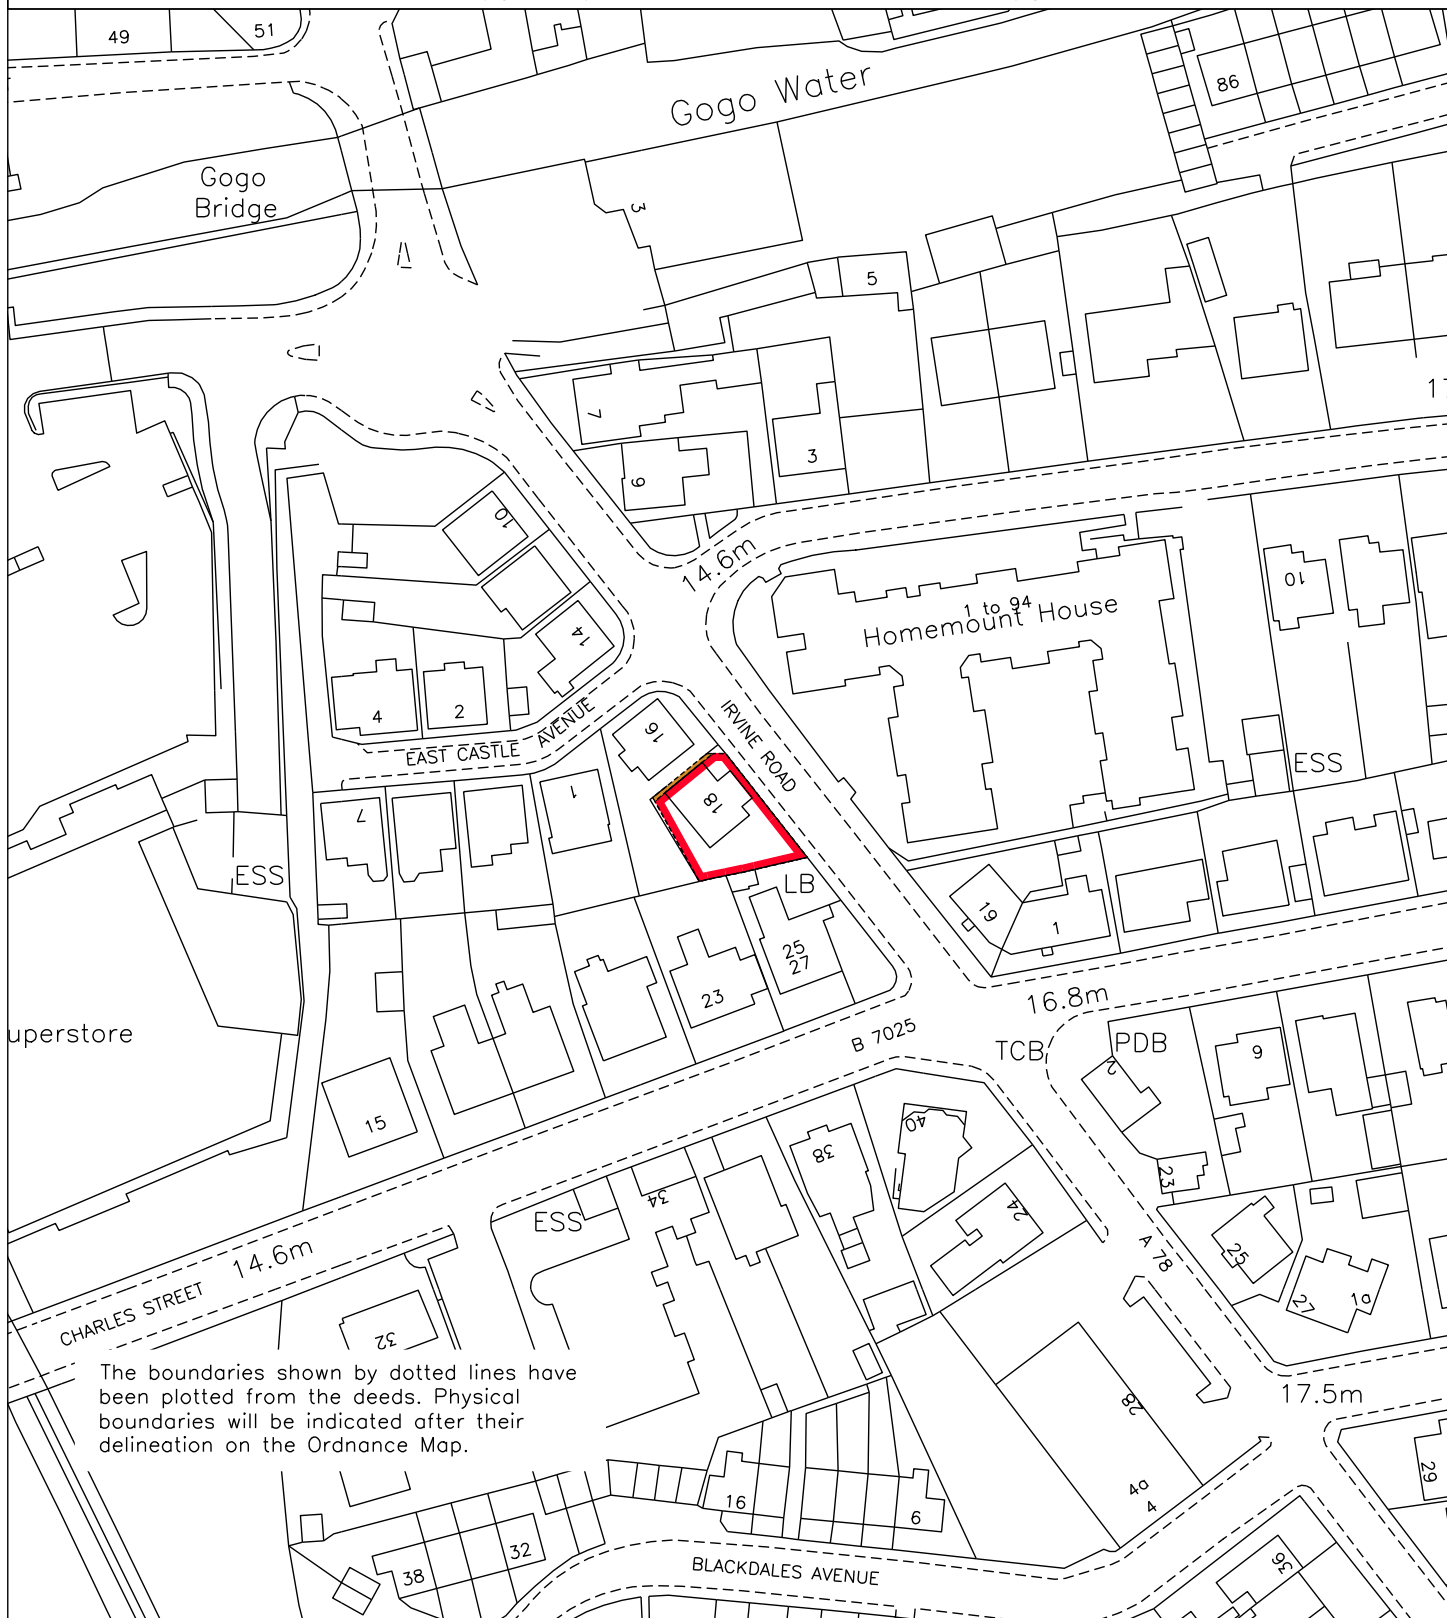 49
51
86
Gogo Water
Gogo
Bridge
3
5
7
9
3
17
10
14.6m
1 to 94
Homemount House
10
14
4
2
16
IRVINE ROAD
EAST CASTLE AVENUE
7
1
18
ESS
ESS
LB
19
1
25
27
23
16.8m
B 7025
TCB
PDB
2
9
uperstore
15
40
38
23
34
24
ESS
25
A 78
14.6m
CHARLES STREET
32
27
1a
The boundaries shown by dotted lines have
been plotted from the deeds. Physical
boundaries will be indicated after their
delineation on the Ordnance Map.
28
17.5m
29
4a
4
16
6
32
38
36
BLACKDALES AVENUE